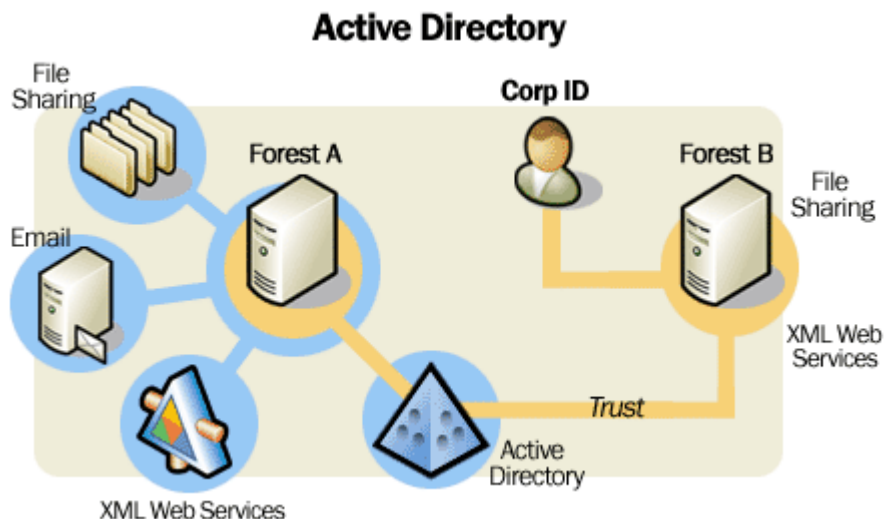 Active Directory
File
Sharing
Corp ID
Forest A
Forest B
File
Sharing
Email
XML Web
Services
Trust
Active
Directory
XML Web Services